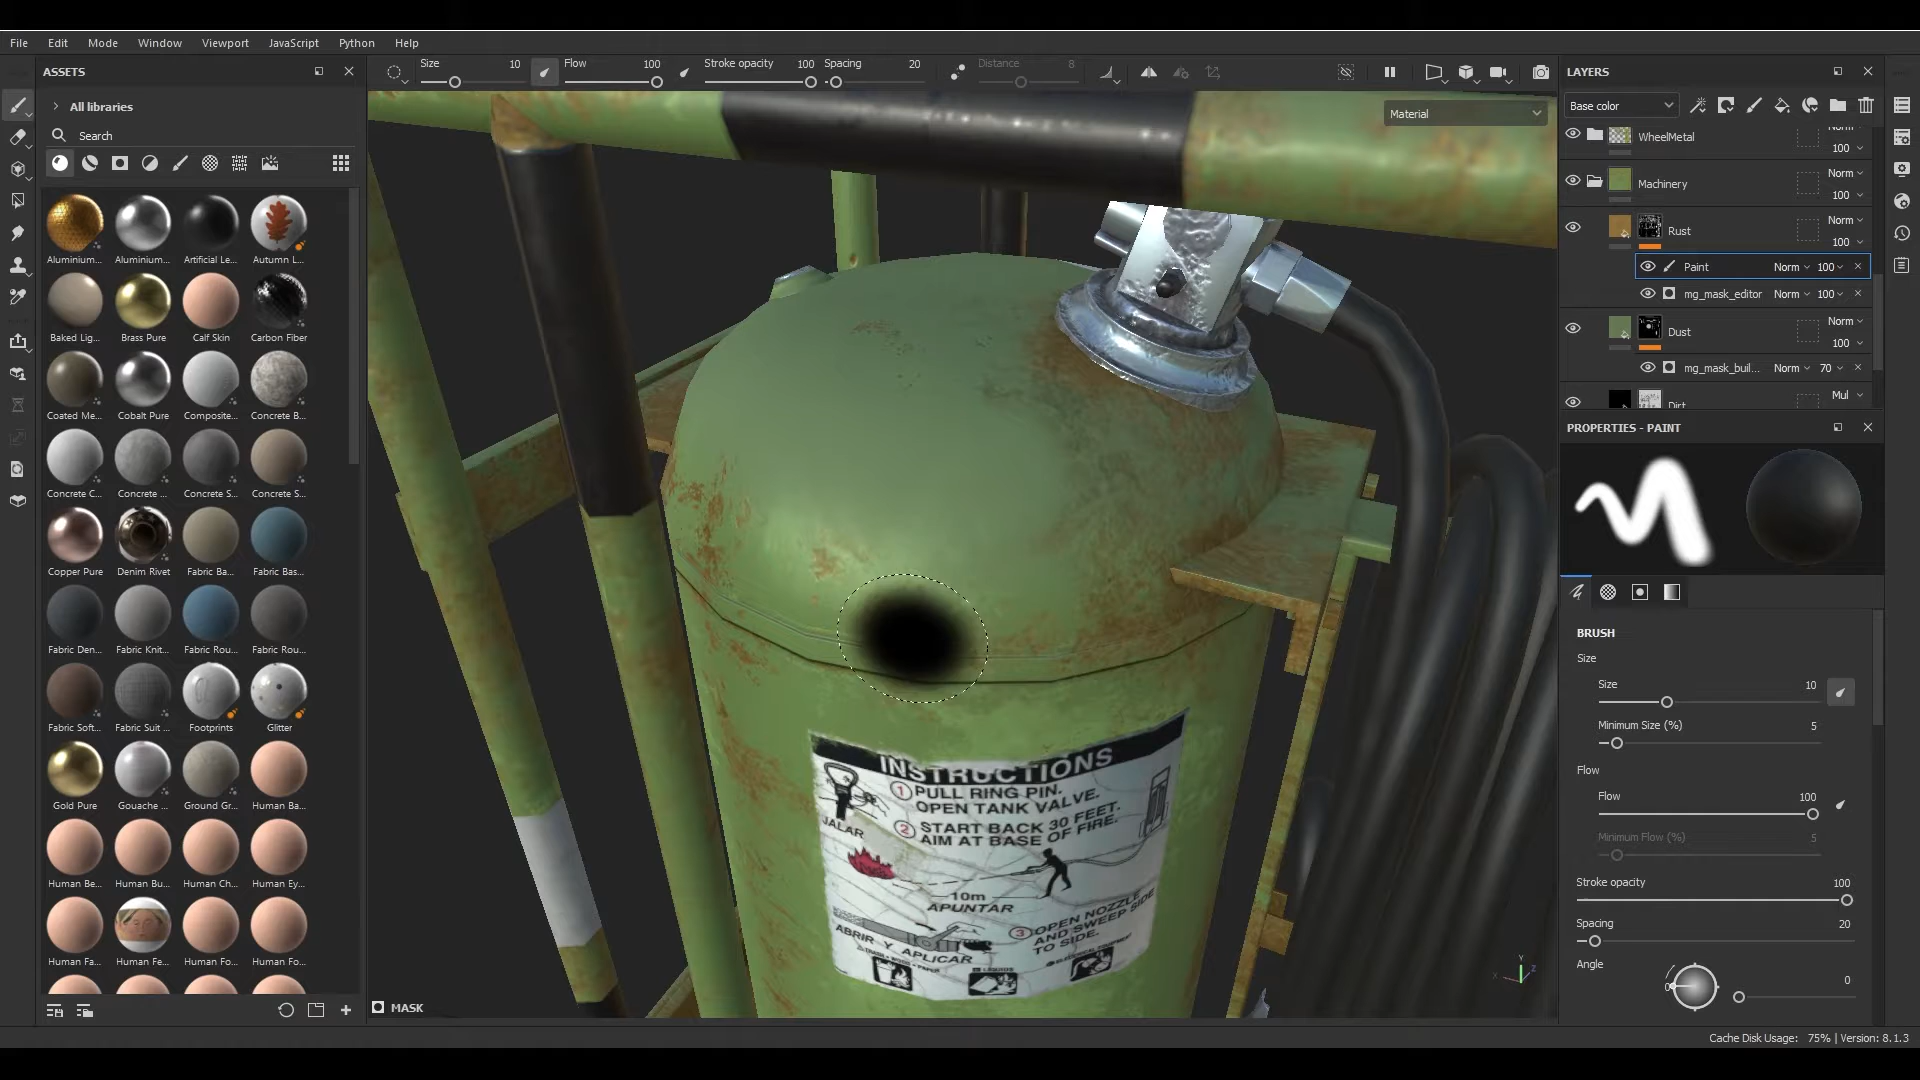 File Edit Mode Window Viewport JavaScript Python Help
ASSETS
All libraries
Search
Aluminium... Aluminium... Artificial Le... Autumn L...
Baked Lig... Brass Pure Calf Skin Carbon Fiber
Coated Me... Cobalt Pure Composite... Concrete B...
Concrete C... Concrete ... Concrete S... Concrete S...
Copper Pure Denim Rivet Fabric Ba... Fabric Bas...
Fabric Den... Fabric Knit... Fabric Rou... Fabric Rou...
Fabric Soft... Fabric Suit ... Footprints Glitter
Gold Pure Gouache ... Ground Gr... Human Ba...
Human Be... Human Bu... Human Ch... Human Ey...
Human Fa... Human Fe... Human Fo... Human Fo...
Size 10 Flow 100 Stroke opacity 100 Spacing 20 Distance 8
Material
INSTRUCTIONS
1 PULL RING PIN.
OPEN TANK VALVE.
JALAR
2 START BACK 30 FEET.
AIM AT BASE OF FIRE.
10m
APUNTAR
3 OPEN NOZZLE
AND SWEEP SIDE
TO SIDE.
ABRIR Y APLICAR
LIQUIDS
MASK
Y
X
Z
LAYERS
Base color
WheelMetal Norm 100
Machinery Norm 100
Rust Norm 100
Paint Norm 100
mg_mask_editor Norm 100
Dust Norm 100
mg_mask_buil... Norm 70
Dirt Mul
PROPERTIES - PAINT
BRUSH
Size
Size 10
Minimum Size (%) 5
Flow
Flow 100
Minimum Flow (%) 5
Stroke opacity 100
Spacing 20
Angle 0
0
Cache Disk Usage: 75% | Version: 8.1.3